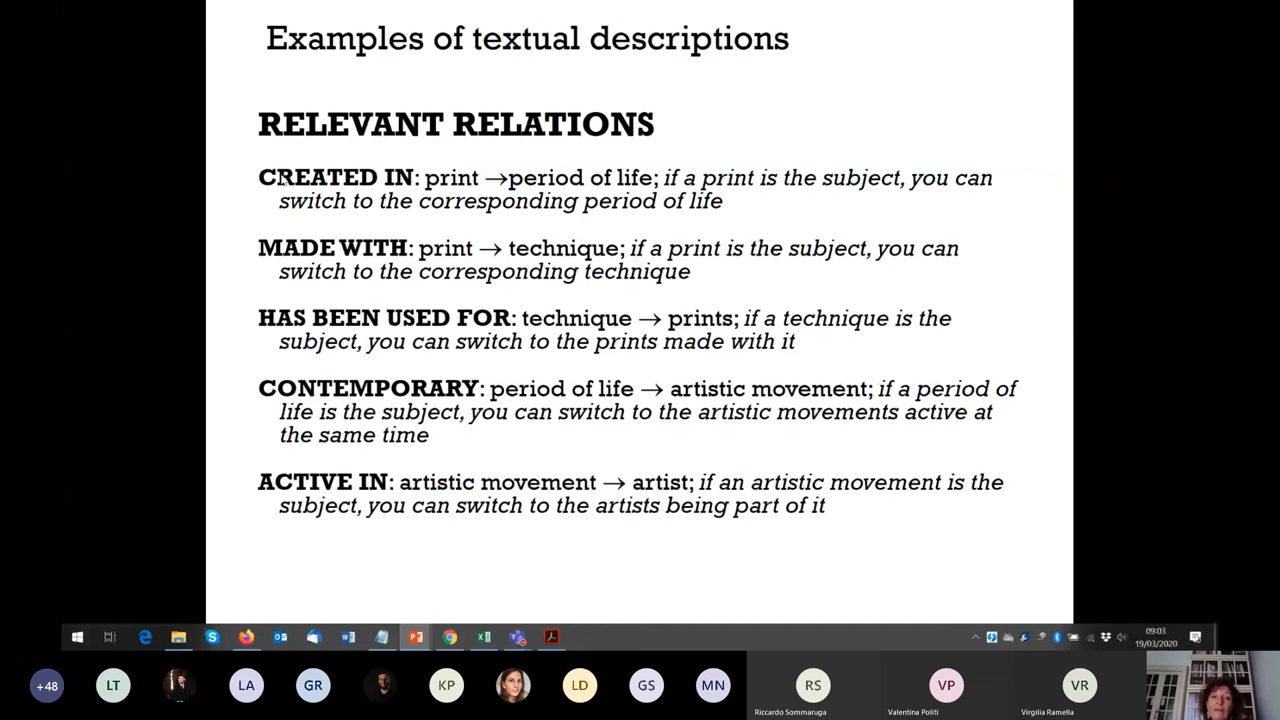 Examples of textual descriptions
RELEVANT RELATIONS
CREATED IN: print →period of life; if a print is the subject, you can
switch to the corresponding period of life
MADE WITH: print → technique; if a print is the subject, you can
switch to the corresponding technique
HAS BEEN USED FOR: technique → prints; if a technique is the
subject, you can switch to the prints made with it
CONTEMPORARY: period of life → artistic movement; if a period of
life is the subject, you can switch to the artistic movements active at
the same time
ACTIVE IN: artistic movement → artist; if an artistic movement is the
subject, you can switch to the artists being part of it
09:03
19/03/2020
+48 LT LA GR KP LD GS MN RS VP VR
Riccardo Sommaruga Valentina Politi Virgilia Ramella